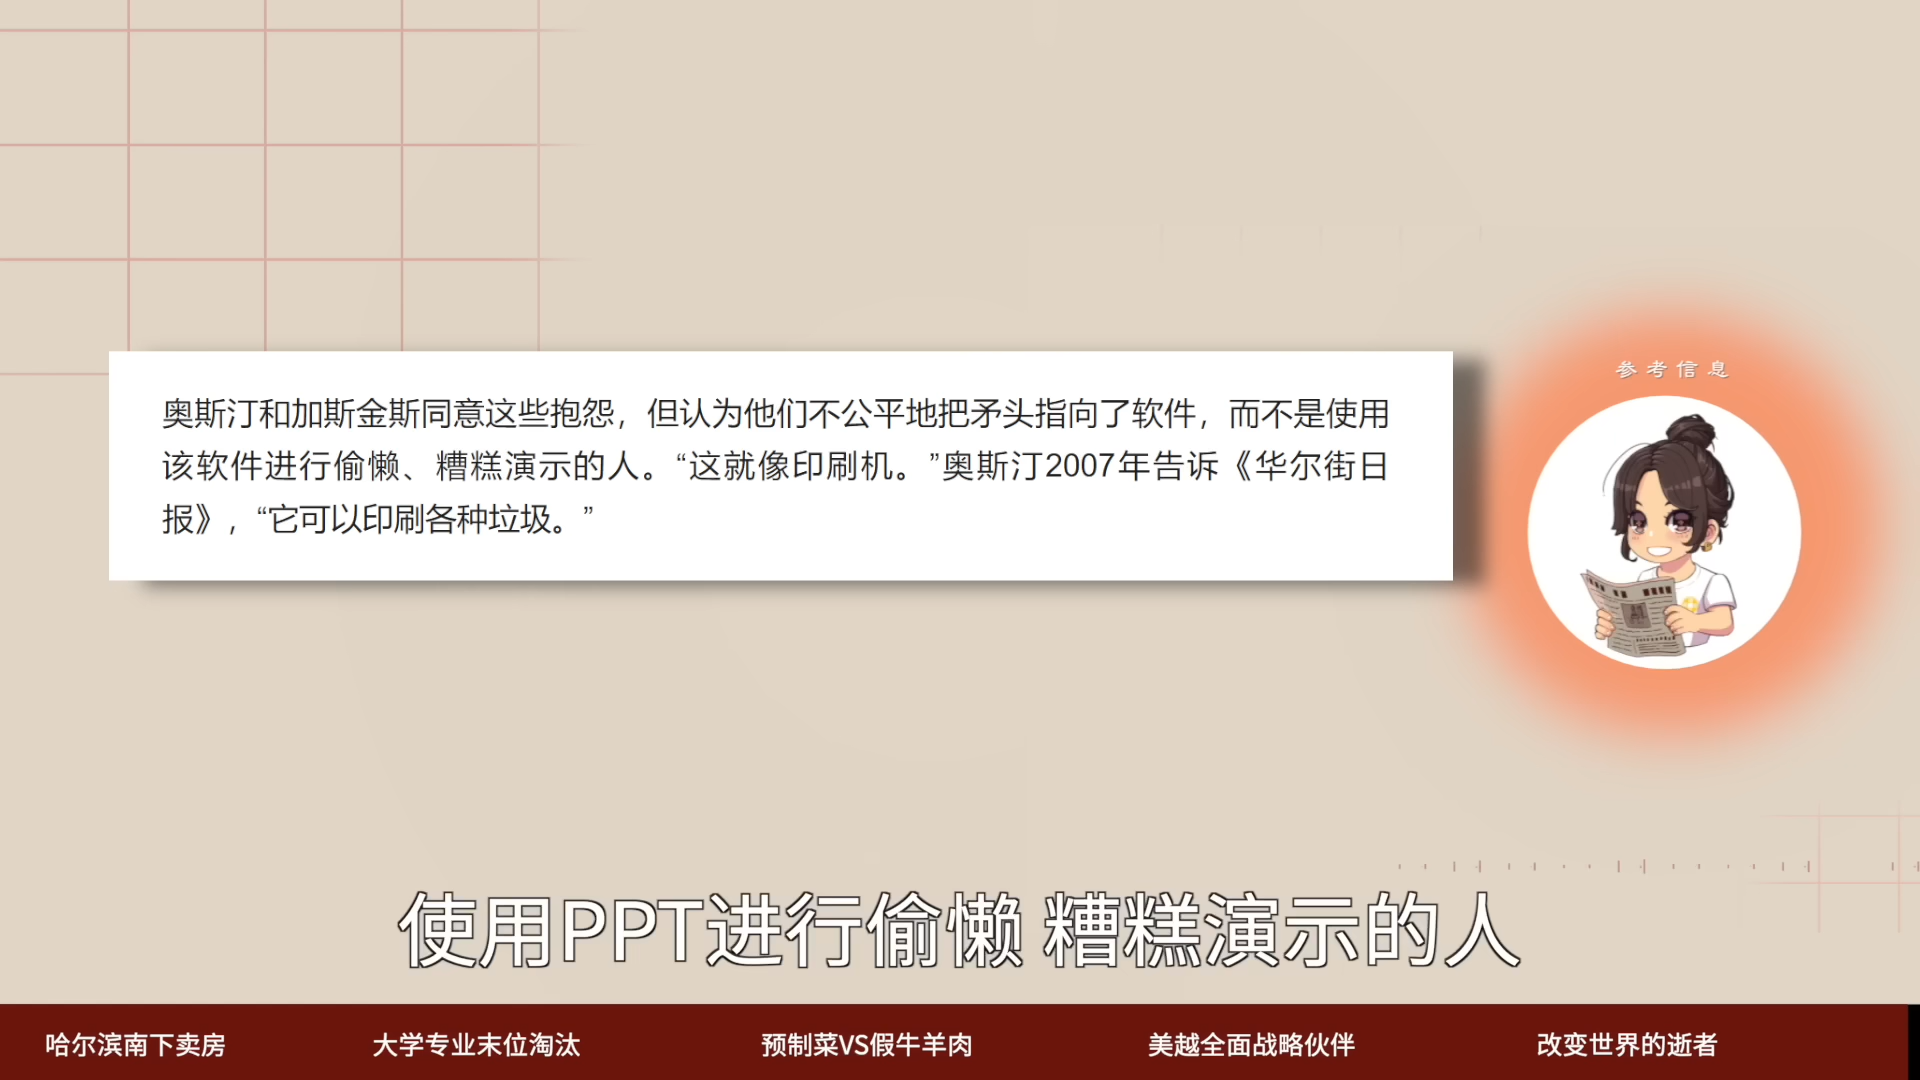 参考信息
奥斯汀和加斯金斯同意这些抱怨，但认为他们不公平地把矛头指向了软件，而不是使用
该软件进行偷懒、糟糕演示的人。“这就像印刷机。”奥斯汀2007年告诉《华尔街日
报》，“它可以印刷各种垃圾。”
使用PPT进行偷懒 糟糕演示的人
哈尔滨南下卖房 大学专业末位淘汰 预制菜VS假牛羊肉 美越全面战略伙伴 改变世界的逝者